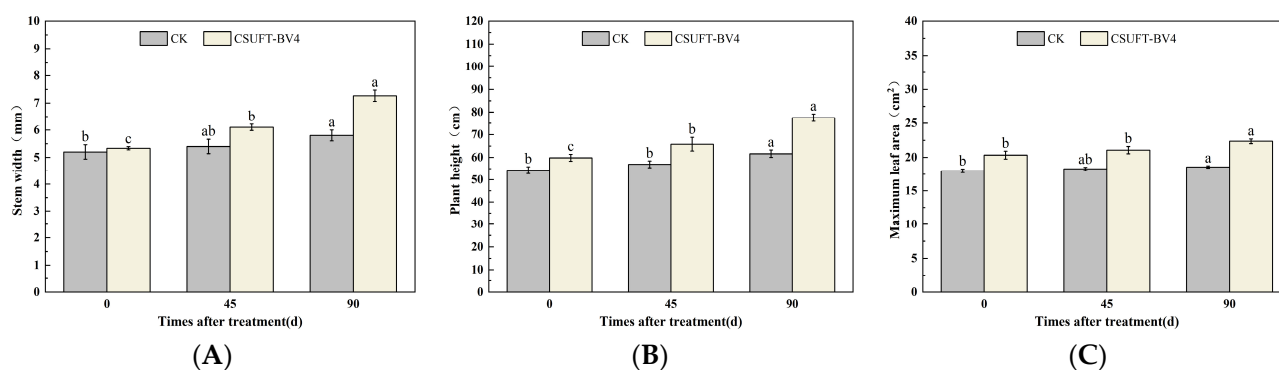 10
9
8
7
6
5
4
3
2
1
0
Stem width（mm）
CK CSUFT-BV4
b c ab b a a
0 45 90
Times after treatment(d)
(A)
120
110
100
90
80
70
60
50
40
30
20
10
0
Plant height（cm）
CK CSUFT-BV4
b c b b a a
0 45 90
Times after treatment(d)
(B)
40
35
30
25
20
15
10
5
0
Maximum leaf area（cm²）
CK CSUFT-BV4
b b ab b a a
0 45 90
Times after treatment(d)
(C)